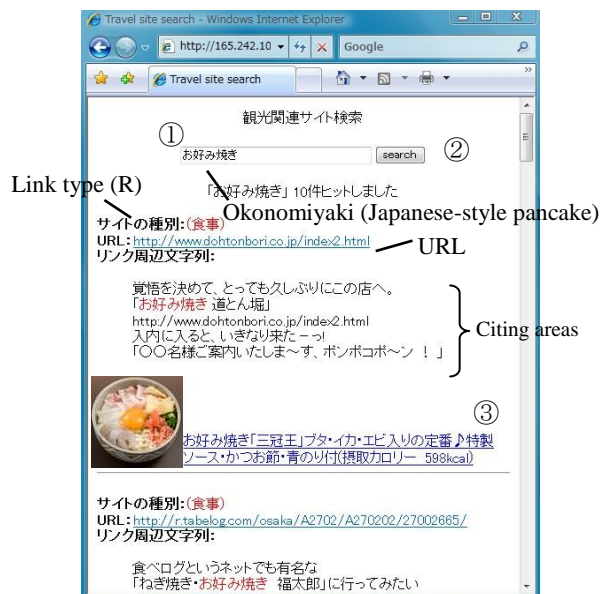 Travel site search - Windows Internet Explorer
http://165.242.10
Google
Travel site search
観光関連サイト検索
①
お好み焼き
search
②
Link type (R)
「お好み焼き」 10件ヒットしました
サイトの種別:(食事)
Okonomiyaki (Japanese-style pancake)
URL:http://www.dohtonbori.co.jp/index2.html
URL
リンク周辺文字列:
覚悟を決めて、とっても久しぶりにこの店へ。
「お好み焼き 道とん堀」
http://www.dohtonbori.co.jp/index2.html
入内に入ると、いきなり来たーっ!
「〇〇名様ご案内いたしま～す、ポンポコポ～ン ! 」
Citing areas
③
お好み焼き「三冠王」ブタ・イカ・エビ入りの定番♪特製
ソース・かつお節・青のり付(摂取カロリー 598kcal)
サイトの種別:(食事)
URL:http://r.tabelog.com/osaka/A2702/A270202/27002665/
リンク周辺文字列:
食べログというネットでも有名な
「ねぎ焼き・お好み焼き 福太郎」に行ってみたい